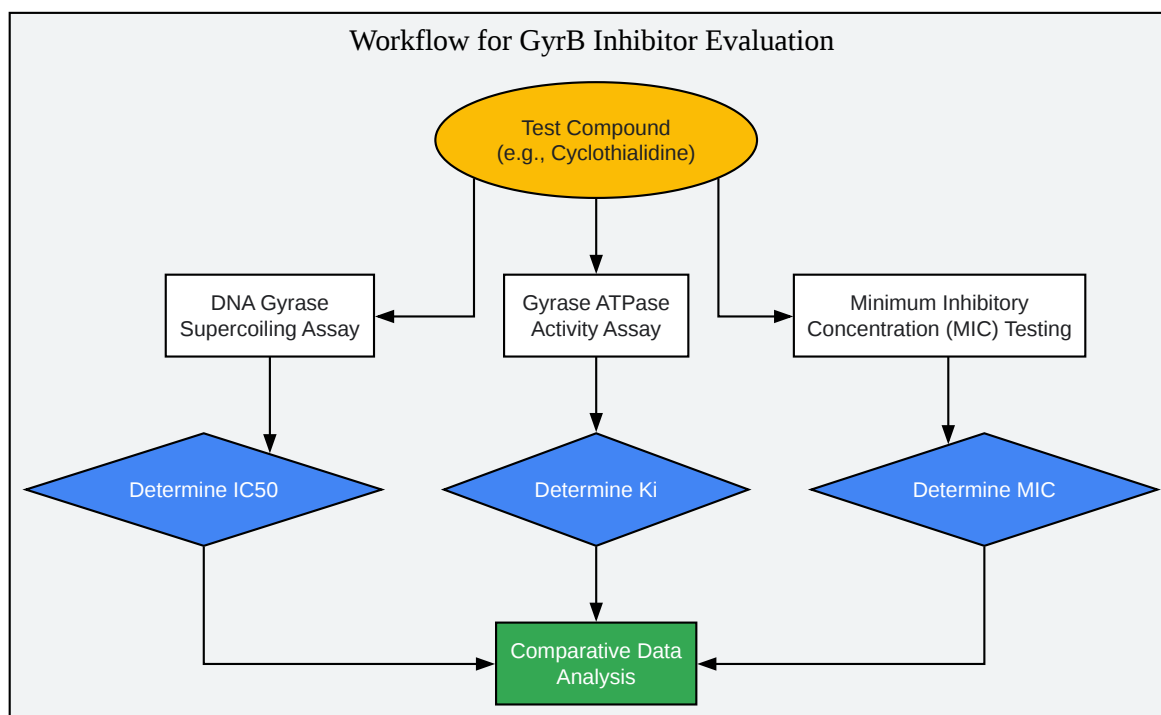 Workflow for GyrB Inhibitor Evaluation
Test Compound
(e.g., Cyclothialidine)
DNA Gyrase
Supercoiling Assay
Gyrase ATPase
Activity Assay
Minimum Inhibitory
Concentration (MIC) Testing
Determine IC50
Determine Ki
Determine MIC
Comparative Data
Analysis